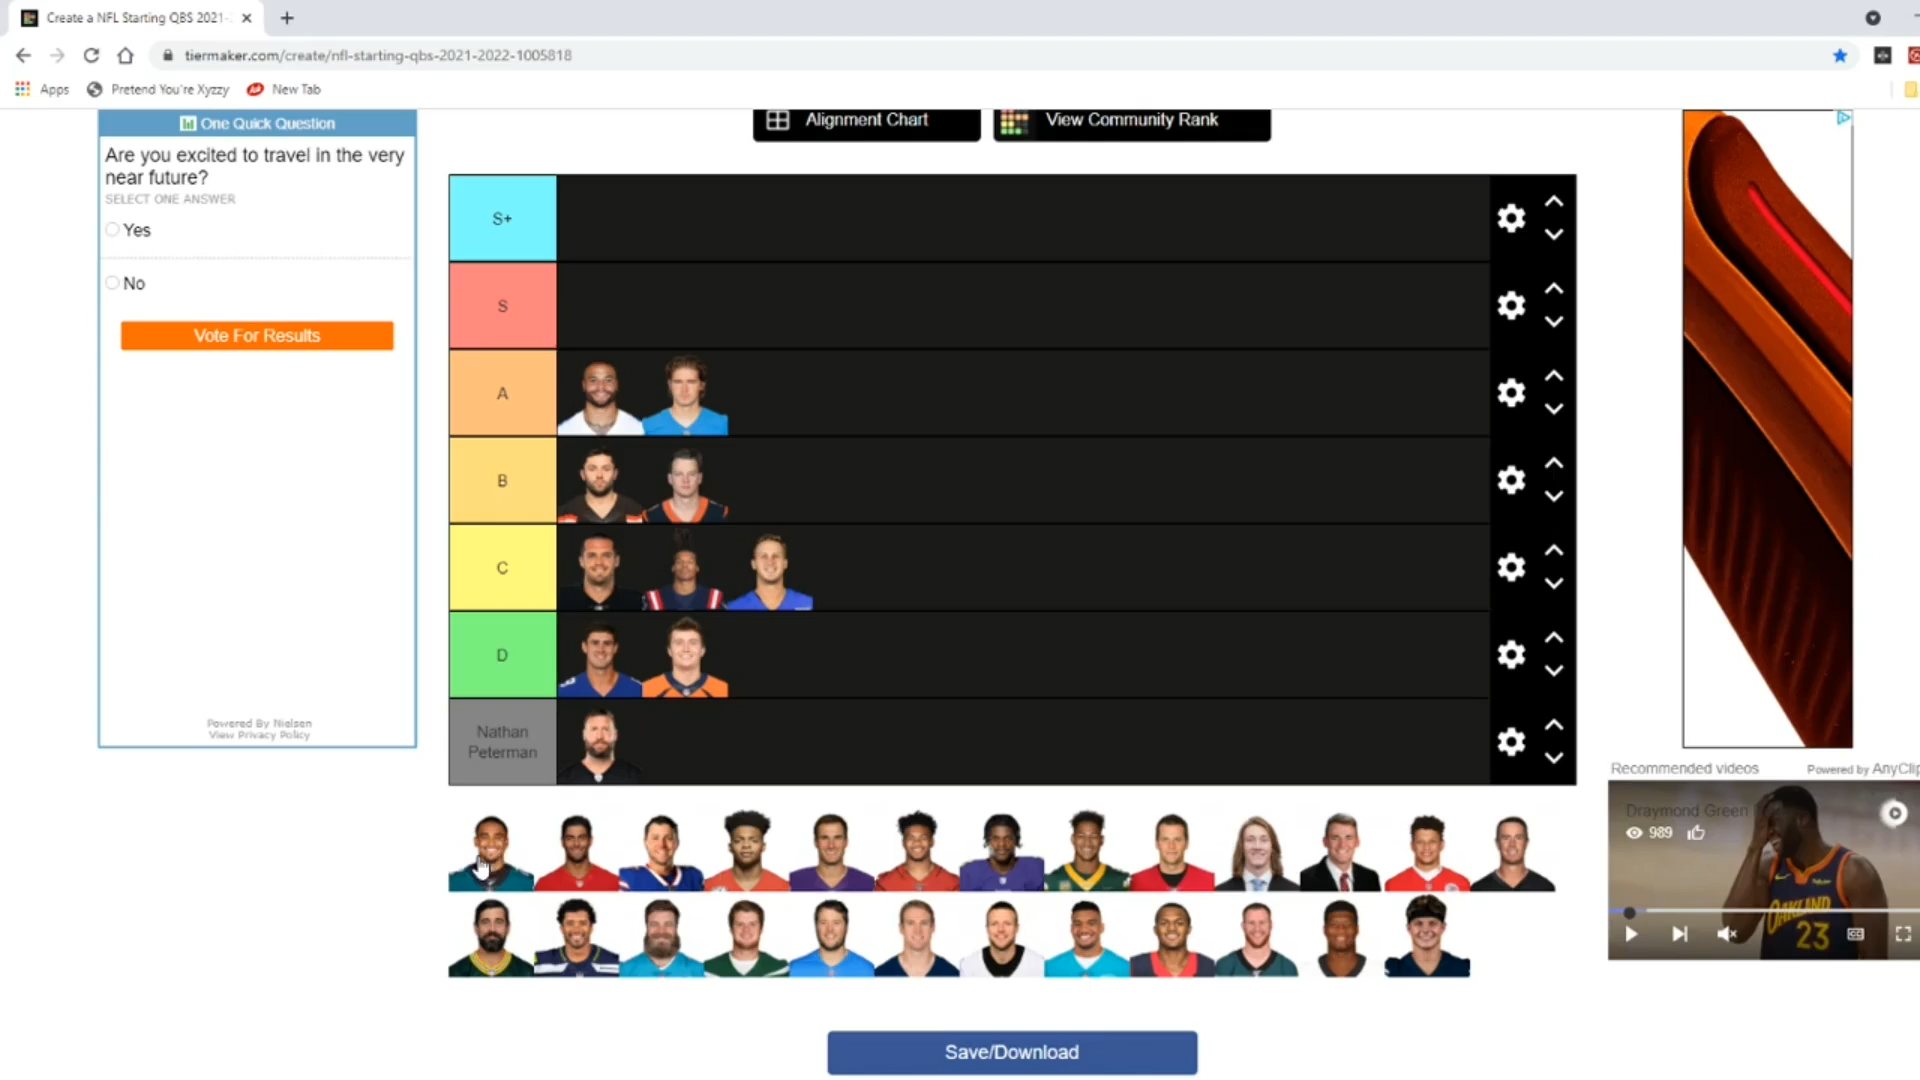 Create a NFL Starting QBS 2021-
tiermaker.com/create/nfl-starting-qbs-2021-2022-1005818
Apps
Pretend You're Xyzzy
New Tab
One Quick Question
Are you excited to travel in the very
near future?
SELECT ONE ANSWER
Yes
No
Vote For Results
Powered By Nielsen
View Privacy Policy
Alignment Chart
View Community Rank
S+
S
A
B
C
D
Nathan
Peterman
Save/Download
Recommended videos
Powered by AnyClip
Draymond Green
989
OAKLAND
23
CC